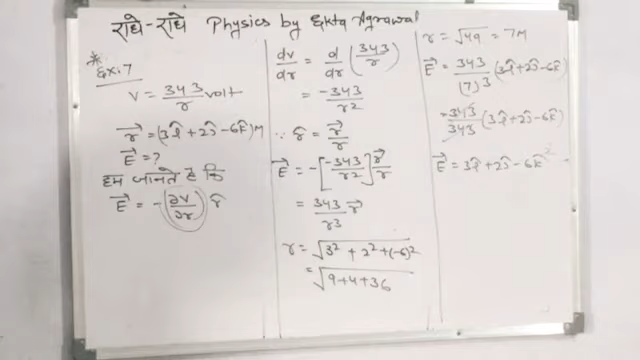 राधे-राधे Physics by Ekta Agrawal
* Ex.7
V = 343/r volt
r⃗ = (3î+2ĵ-6k̂)M
E⃗ = ?
हम जानते है कि
E⃗ = -(∂V/∂r) r̂
dv/dr = d/dr (343/r)
= -343/r2
∵ r̂ = r⃗/r
E⃗ = -[-343/r2] r⃗/r
= 343/r3 r⃗
r = √3² + 2² + (-6)²
= √9+4+36
r = √49 = 7M
E⃗ = 343/(7)3 (3î+2ĵ-6k̂)
= 343/343 (3î+2ĵ-6k̂)
E⃗ = 3î+2ĵ-6k̂